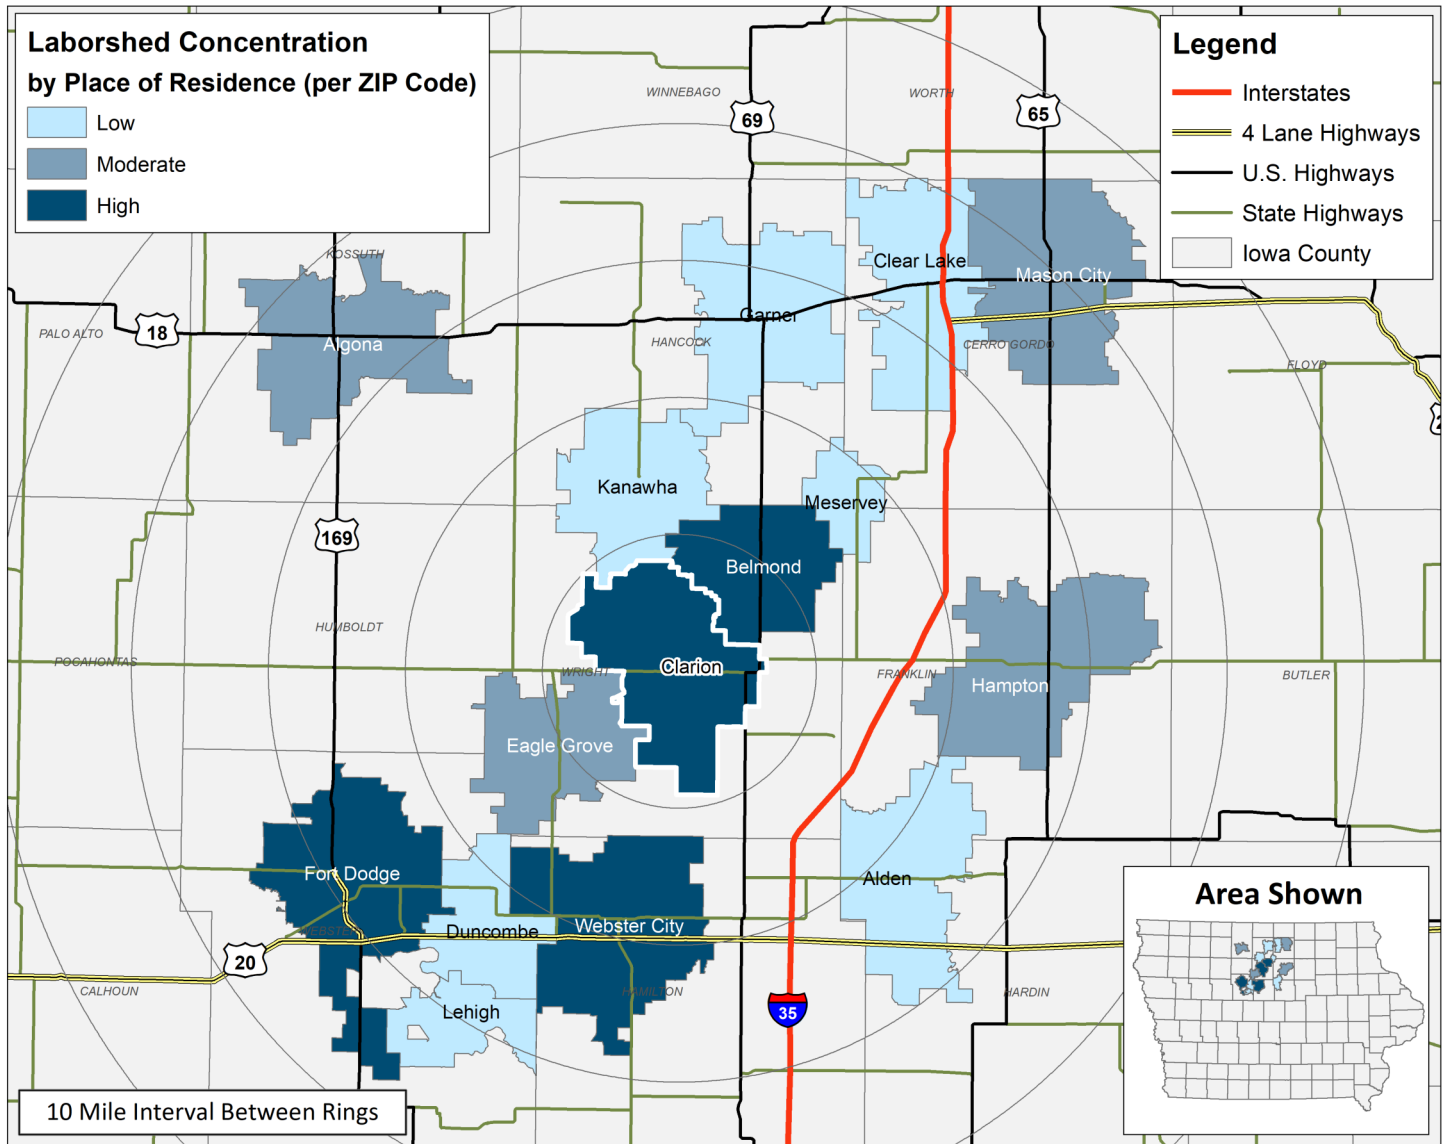 Laborshed Concentration
by Place of Residence (per ZIP Code)
Low
Moderate
High
Legend
Interstates
4 Lane Highways
U.S. Highways
State Highways
Iowa County
WINNEBAGO
WORTH
69
65
KOSSUTH
Clear Lake
Mason City
Garner
PALO ALTO
18
Algona
HANCOCK
CERRO GORDO
FLOYD
Kanawha
Meservey
169
Belmond
HUMBOLDT
POCAHONTAS
WRIGHT
Clarion
FRANKLIN
Hampton
BUTLER
Eagle Grove
Fort Dodge
Alden
WEBSTER
Duncombe
Webster City
20
CALHOUN
HAMILTON
HARDIN
Lehigh
35
Area Shown
10 Mile Interval Between Rings